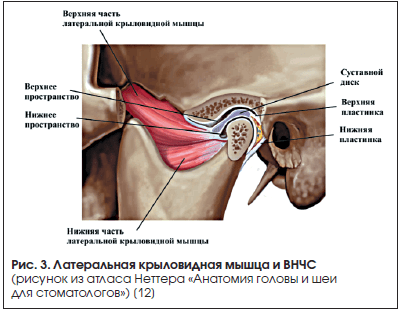 Верхняя часть
латеральной крыловидной мышцы
Верхнее
пространство
Нижнее
пространство
Суставной
диск
Верхняя
пластинка
Нижняя
пластинка
Нижняя часть
латеральной крыловидной мышцы
Рис. 3. Латеральная крыловидная мышца и ВНЧС
(рисунок из атласа Неттера «Анатомия головы и шеи
для стоматологов») (12)